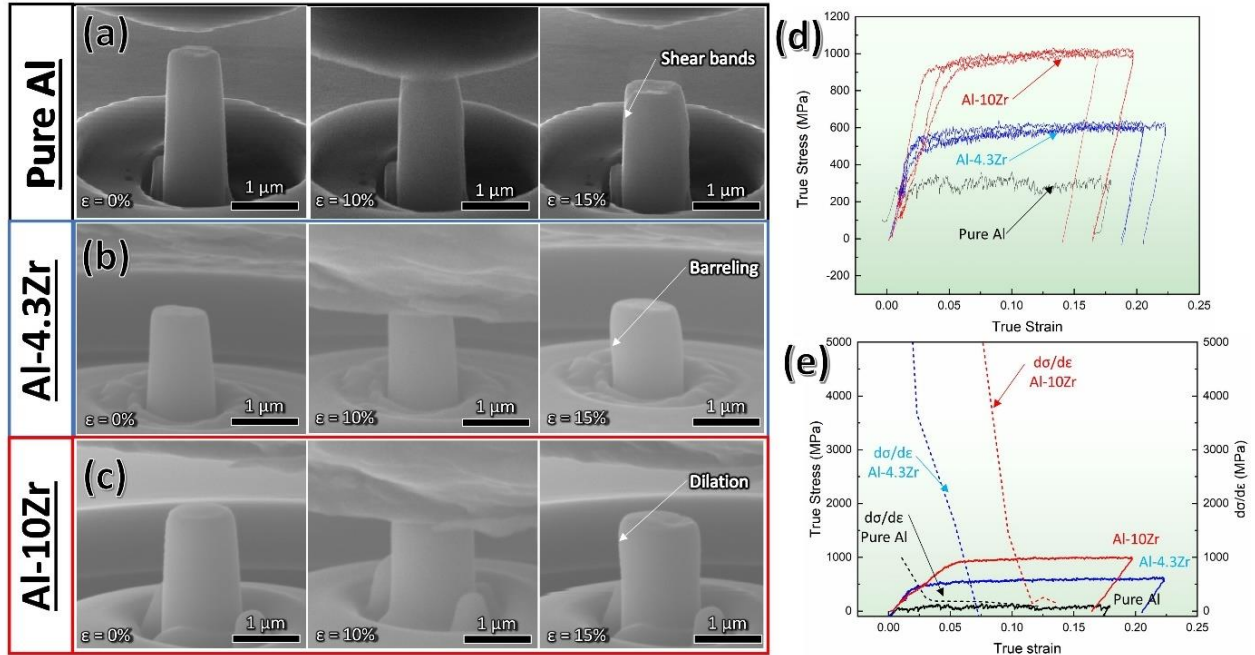 Pure Al
(a)
Shear bands
ε = 0%
1 μm
ε = 10%
1 μm
ε = 15%
1 μm
Al-4.3Zr
(b)
Barreling
ε = 0%
1 μm
ε = 10%
1 μm
ε = 15%
1 μm
Al-10Zr
(c)
Dilation
ε = 0%
1 μm
ε = 10%
1 μm
ε = 15%
1 μm
(d)
1200
1000
800
600
400
200
0
-200
True Stress (MPa)
Al-10Zr
Al-4.3Zr
Pure Al
0.00 0.05 0.10 0.15 0.20 0.25
True Strain
(e)
5000
4000
3000
2000
1000
0
True Stress (MPa)
dσ/dε
Al-10Zr
dσ/dε
Al-4.3Zr
dσ/dε
Pure Al
Al-10Zr
Al-4.3Zr
Pure Al
5000
4000
3000
2000
1000
0
dσ/dε (MPa)
0.00 0.05 0.10 0.15 0.20 0.25
True strain